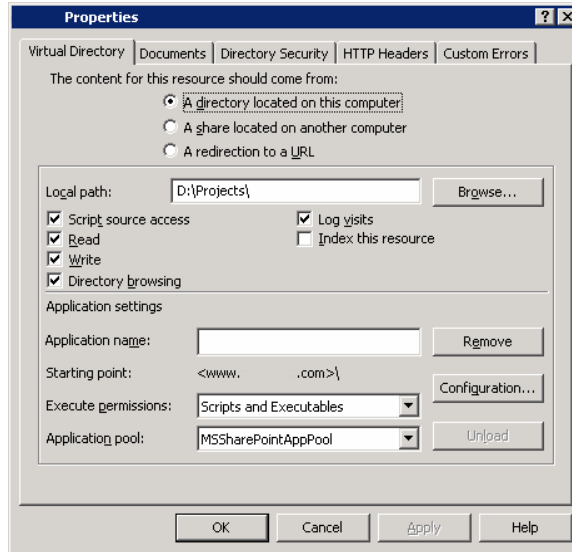 Properties
Virtual Directory Documents Directory Security HTTP Headers Custom Errors
The content for this resource should come from:
A directory located on this computer
A share located on another computer
A redirection to a URL
Local path: D:\Projects\ Browse...
Script source access Log visits
Read Index this resource
Write
Directory browsing
Application settings
Application name: Remove
Starting point: <www. .com>\
Configuration...
Execute permissions: Scripts and Executables
Application pool: MSSharePointAppPool Unload
OK Cancel Apply Help